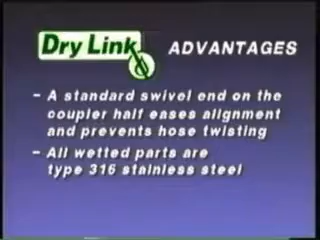 Dry Link ADVANTAGES
- A standard swivel end on the
coupler half eases alignment
and prevents hose twisting
- All wetted parts are
type 316 stainless steel